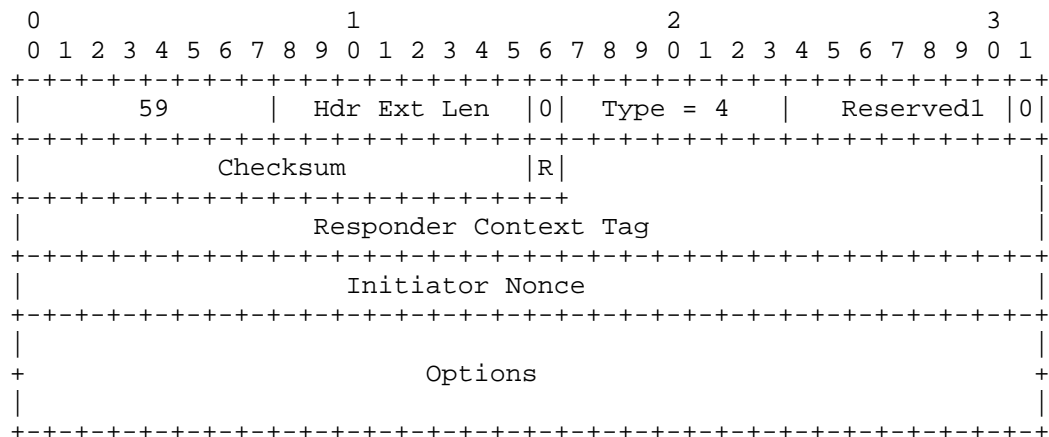 0                   1                   2                   3
 0 1 2 3 4 5 6 7 8 9 0 1 2 3 4 5 6 7 8 9 0 1 2 3 4 5 6 7 8 9 0 1
+-+-+-+-+-+-+-+-+-+-+-+-+-+-+-+-+-+-+-+-+-+-+-+-+-+-+-+-+-+-+-+-+
|       59      |  Hdr Ext Len  |0|  Type = 4   |   Reserved1 |0|
+-+-+-+-+-+-+-+-+-+-+-+-+-+-+-+-+-+-+-+-+-+-+-+-+-+-+-+-+-+-+-+-+
|            Checksum           |R|                             |
+-+-+-+-+-+-+-+-+-+-+-+-+-+-+-+-+-+                             |
|                  Responder Context Tag                        |
+-+-+-+-+-+-+-+-+-+-+-+-+-+-+-+-+-+-+-+-+-+-+-+-+-+-+-+-+-+-+-+-+
|                    Initiator Nonce                            |
+-+-+-+-+-+-+-+-+-+-+-+-+-+-+-+-+-+-+-+-+-+-+-+-+-+-+-+-+-+-+-+-+
|                                                               |
+                         Options                               +
|                                                               |
+-+-+-+-+-+-+-+-+-+-+-+-+-+-+-+-+-+-+-+-+-+-+-+-+-+-+-+-+-+-+-+-+